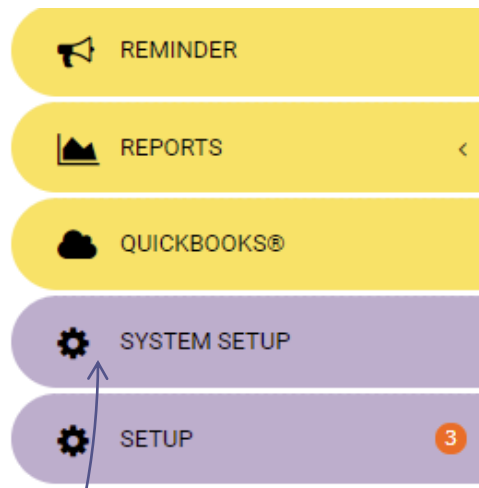 REMINDER
REPORTS
QUICKBOOKS®
SYSTEM SETUP
SETUP 3